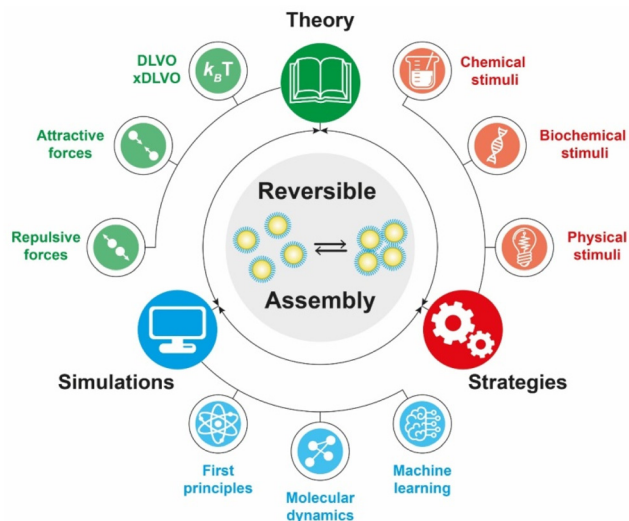 Theory
DLVO
xDLVO
k_BT
Attractive
forces
Repulsive
forces
Chemical
stimuli
Biochemical
stimuli
Physical
stimuli
Reversible
Assembly
Simulations
Strategies
First
principles
Molecular
dynamics
Machine
learning